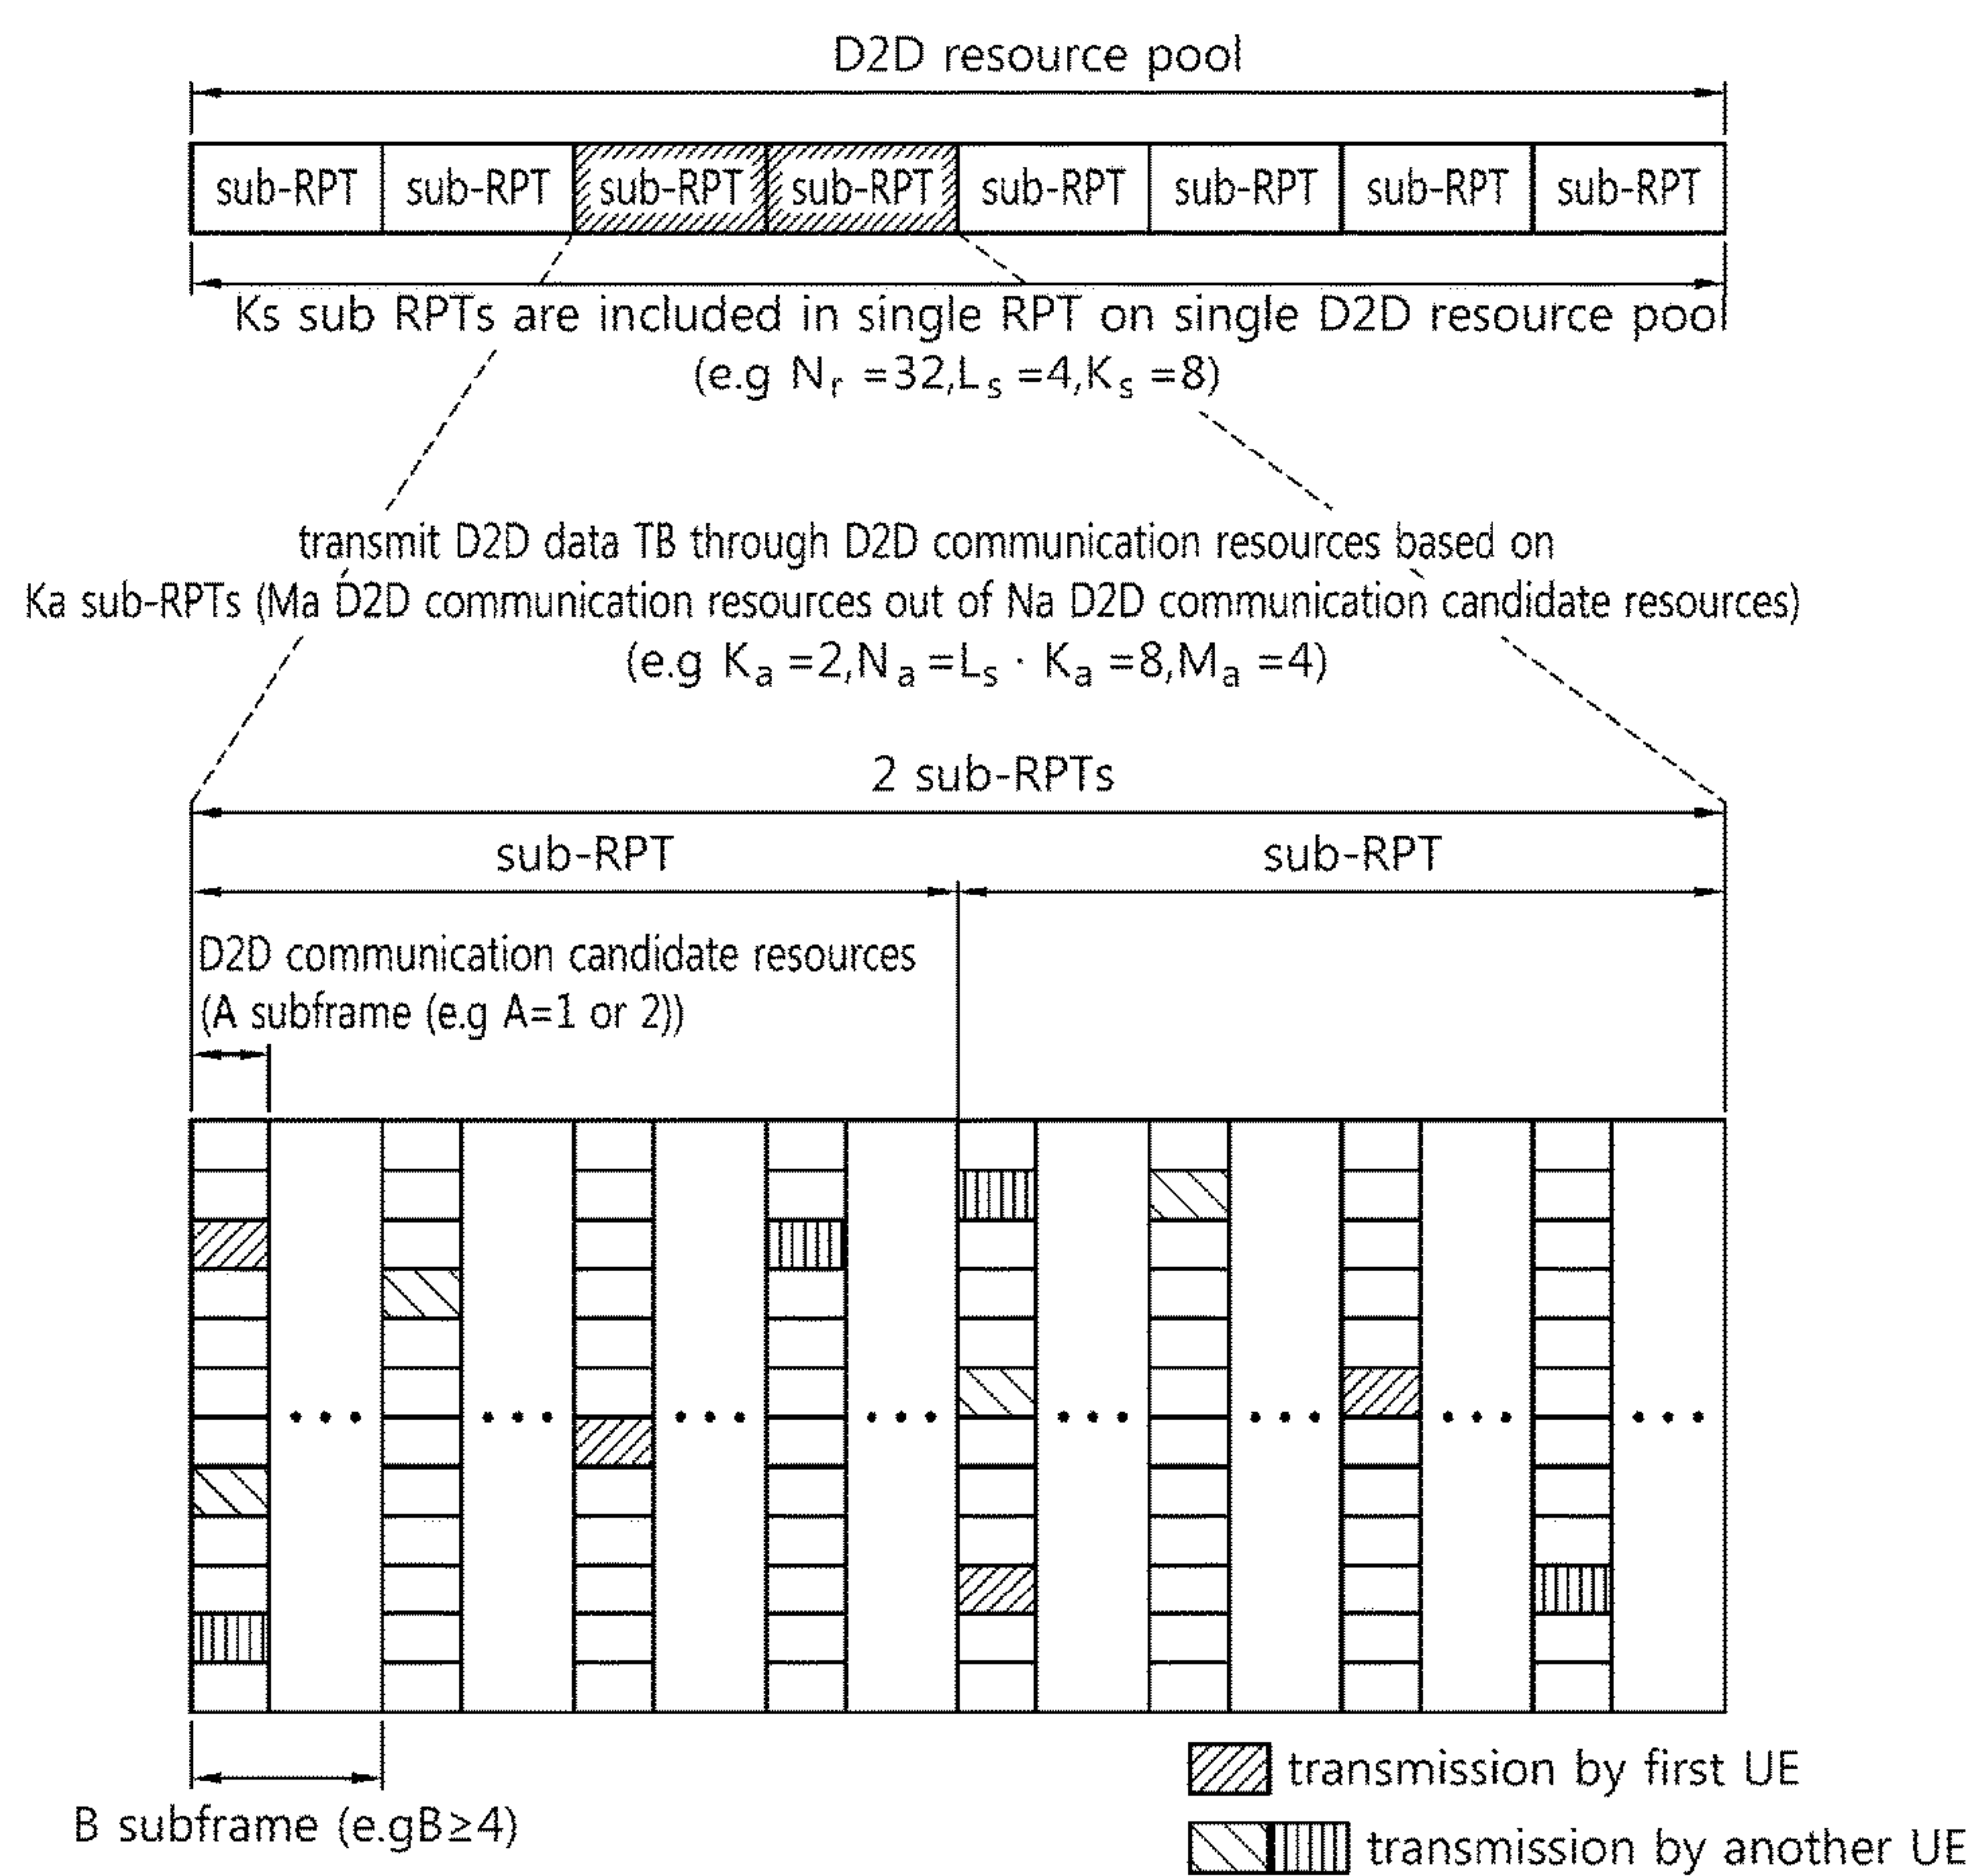 D2D resource pool
sub-RPT sub-RPT sub-RPT sub-RPT sub-RPT sub-RPT sub-RPT sub-RPT
Ks sub RPTs are included in single RPT on single D2D resource pool
(e.g Nr =32,Ls =4,Ks =8)
transmit D2D data TB through D2D communication resources based on
Ka sub-RPTs (Ma D2D communication resources out of Na D2D communication candidate resources)
(e.g Ka =2,Na =Ls · Ka =8,Ma =4)
2 sub-RPTs
sub-RPT sub-RPT
D2D communication candidate resources
(A subframe (e.g A=1 or 2))
transmission by first UE
B subframe (e.gB≥4)
transmission by another UE